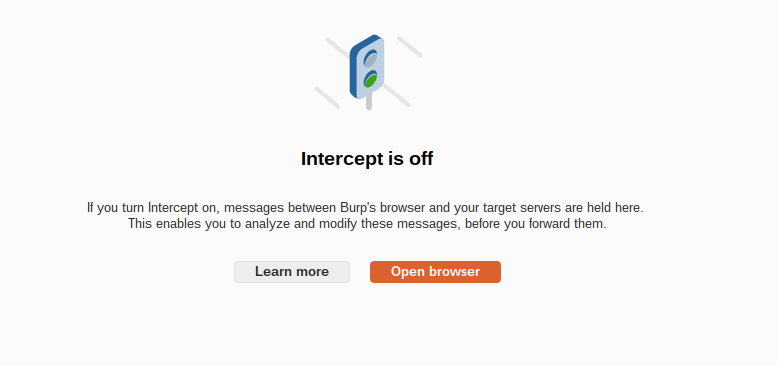 Intercept is off
If you turn Intercept on, messages between Burp's browser and your target servers are held here.
This enables you to analyze and modify these messages, before you forward them.
Learn more
Open browser